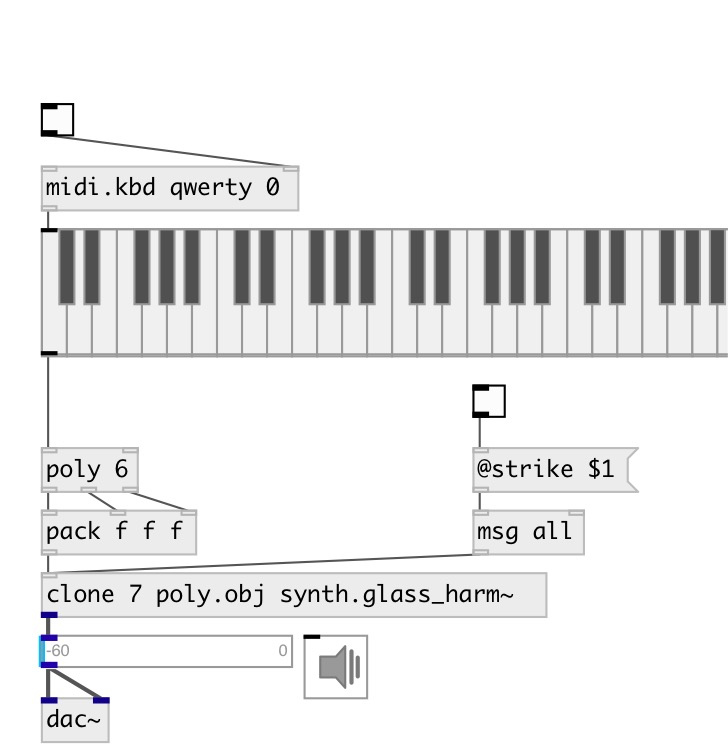 midi.kbd qwerty 0
poly 6
@strike $1
pack f f f
msg all
clone 7 poly.obj synth.glass_harm~
-60 0
dac~